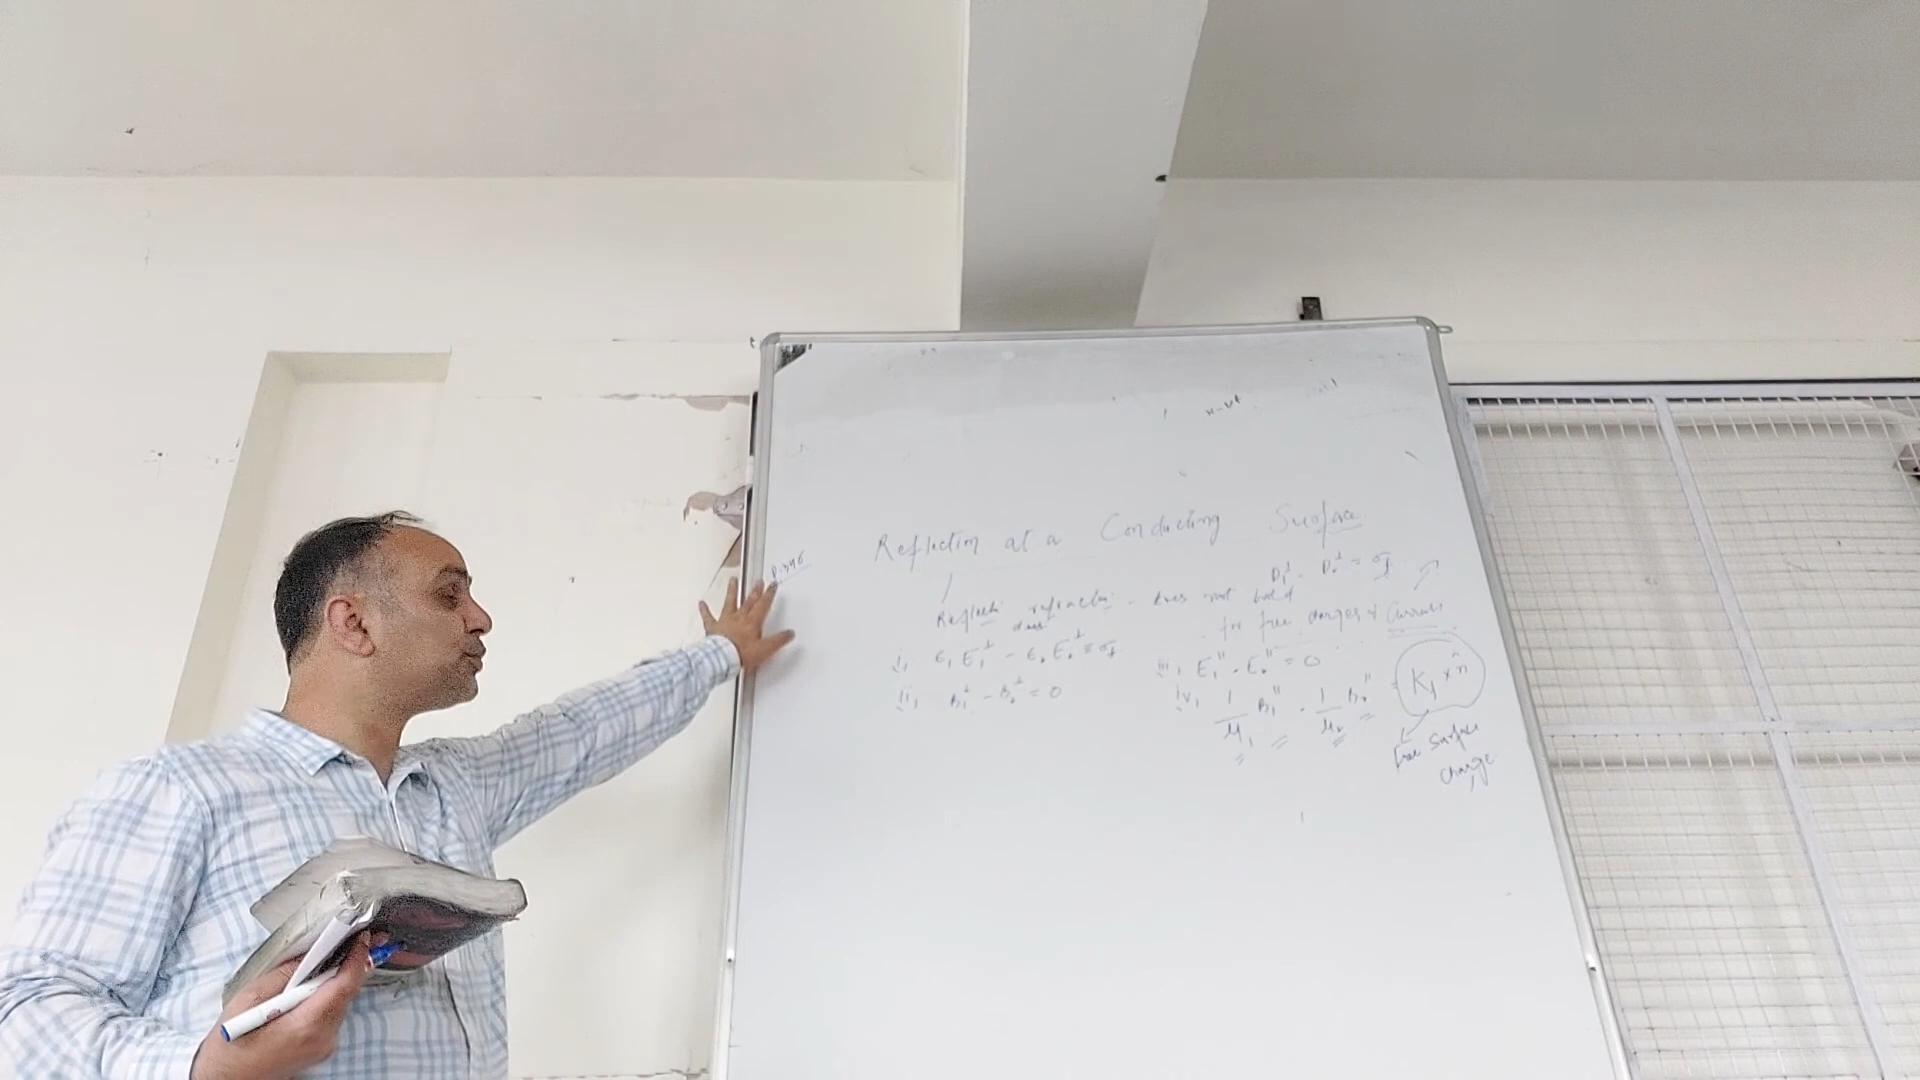 Reflection at a Conducting Surface
P.396
D₁^⊥ - D₂^⊥ = σf
Reflection refraction - does not hold
for free charges & Currents
i, ε₁E₁^⊥ - ε₂E₂^⊥ = σf
ii, B₁^⊥ - B₂^⊥ = 0
iii, E₁^" - E₂^" = 0
iv, 1/μ₁ B₁^" - 1/μ₂ B₂^" = Kf × n̂
Free Surface
Charge